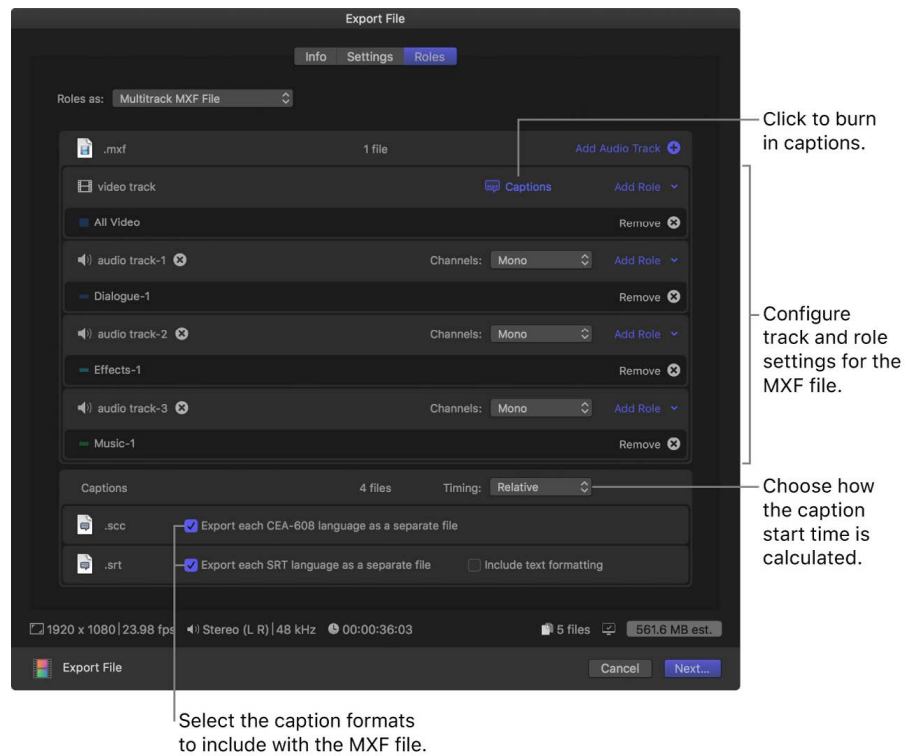 Export File
Info Settings Roles
Roles as: Multitrack MXF File
.mxf 1 file Add Audio Track
Click to burn
in captions.
video track Captions Add Role
All Video Remove
audio track-1 Channels: Mono Add Role
Dialogue-1 Remove
audio track-2 Channels: Mono Add Role
Effects-1 Remove
audio track-3 Channels: Mono Add Role
Music-1 Remove
Configure
track and role
settings for the
MXF file.
Captions 4 files Timing: Relative
Choose how
the caption
start time is
calculated.
.scc Export each CEA-608 language as a separate file
.srt Export each SRT language as a separate file Include text formatting
1920 x 1080 | 23.98 fps Stereo (L R) | 48 kHz 00:00:36:03 5 files 561.6 MB est.
Export File Cancel Next...
Select the caption formats
to include with the MXF file.